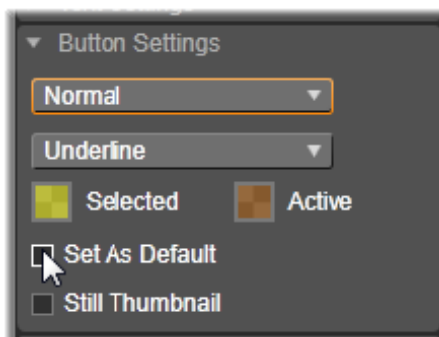 Button Settings
Normal
Underline
Selected Active
Set As Default
Still Thumbnail